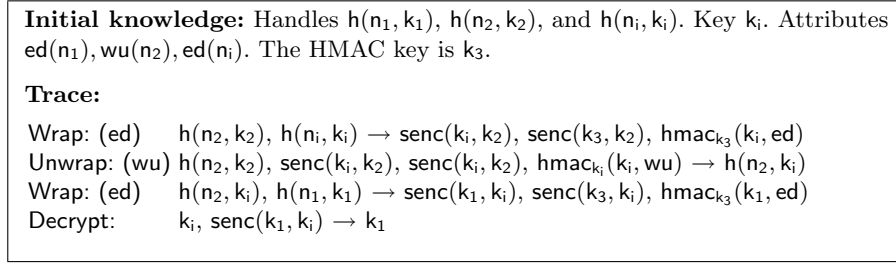 Initial knowledge: Handles h(n₁, k₁), h(n₂, k₂), and h(nᵢ, kᵢ). Key kᵢ. Attributes
ed(n₁), wu(n₂), ed(nᵢ). The HMAC key is k₃.
Trace:
Wrap: (ed) h(n₂, k₂), h(nᵢ, kᵢ) → senc(kᵢ, k₂), senc(k₃, k₂), hmacₖ₃(kᵢ, ed)
Unwrap: (wu) h(n₂, k₂), senc(kᵢ, k₂), senc(kᵢ, k₂), hmacₖᵢ(kᵢ, wu) → h(n₂, kᵢ)
Wrap: (ed) h(n₂, kᵢ), h(n₁, k₁) → senc(k₁, kᵢ), senc(k₃, kᵢ), hmacₖ₃(k₁, ed)
Decrypt: kᵢ, senc(k₁, kᵢ) → k₁